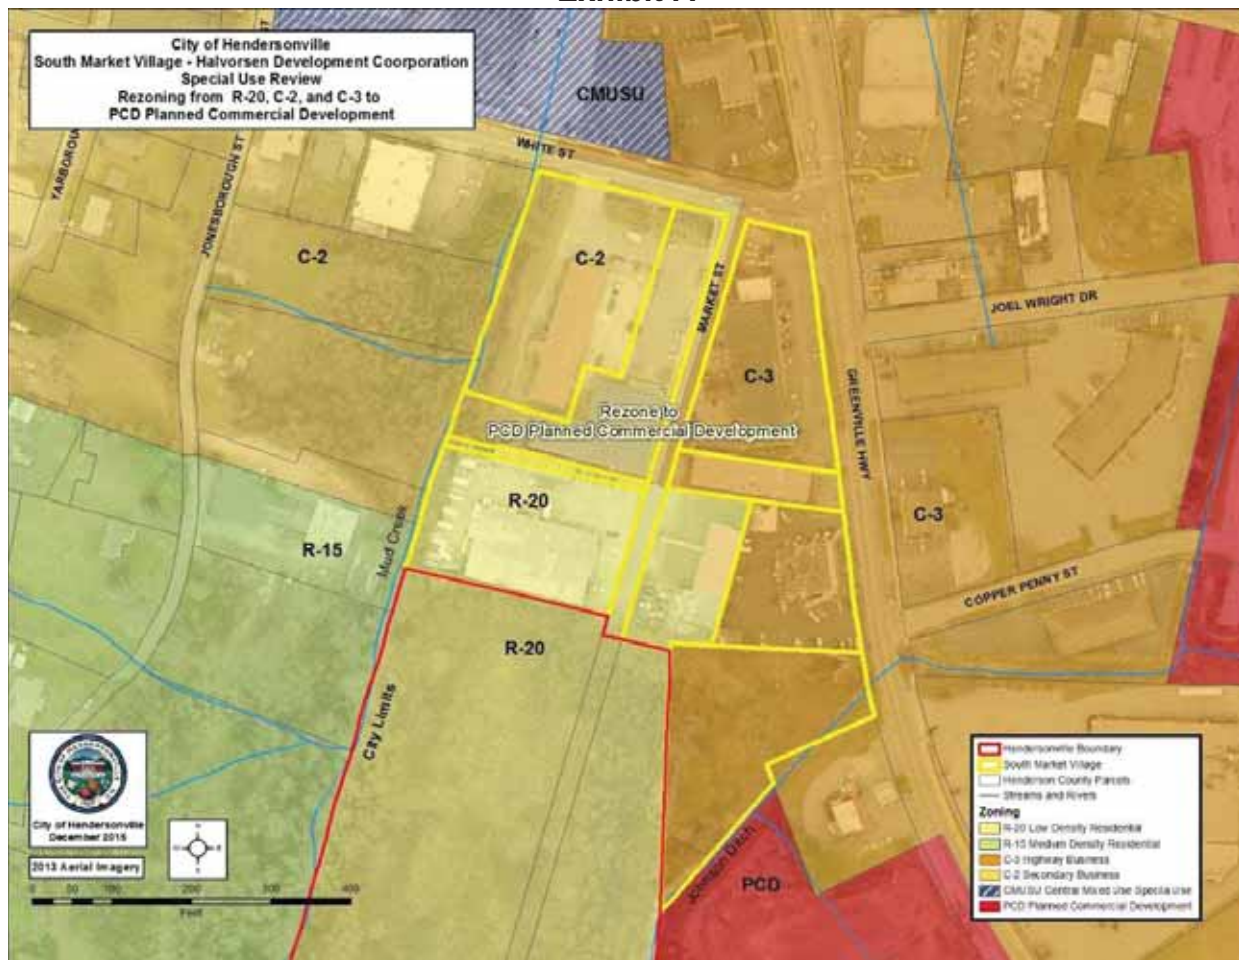 City of Hendersonville
South Market Village - Halvorsen Development Coorporation
Special Use Review
Rezoning from R-20, C-2, and C-3 to
PCD Planned Commercial Development
ST
CMUSU
WHITE ST
JONESBOROUGH ST
C-2
C-2
MARKET ST
JOEL WRIGHT DR
C-3
GREENVILLE HWY
Rezone to
PCD Planned Commercial Development
R-20
C-3
R-15
Mud Creek
COPPER PENNY ST
R-20
City Limits
Johnson Ditch
PCD
City of Hendersonville
December 2015
2013 Aerial Imagery
0 50 100 200 300 400
Feet
Hendersonville Boundary
South Market Village
Henderson County Parcels
Streams and Rivers
Zoning
R-20 Low Density Residential
R-15 Medium Density Residential
C-3 Highway Business
C-2 Secondary Business
CMUSU Central Mixed Use Special Use
PCD Planned Commercial Development